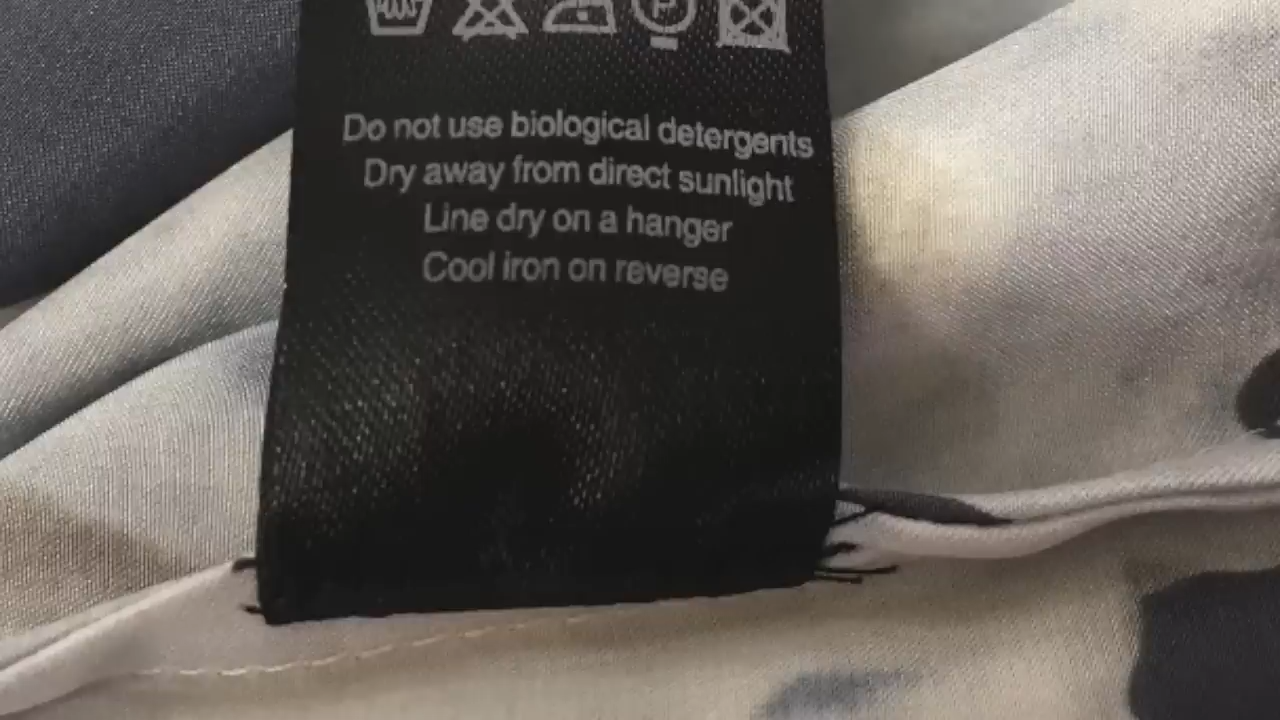 P
Do not use biological detergents
Dry away from direct sunlight
Line dry on a hanger
Cool iron on reverse